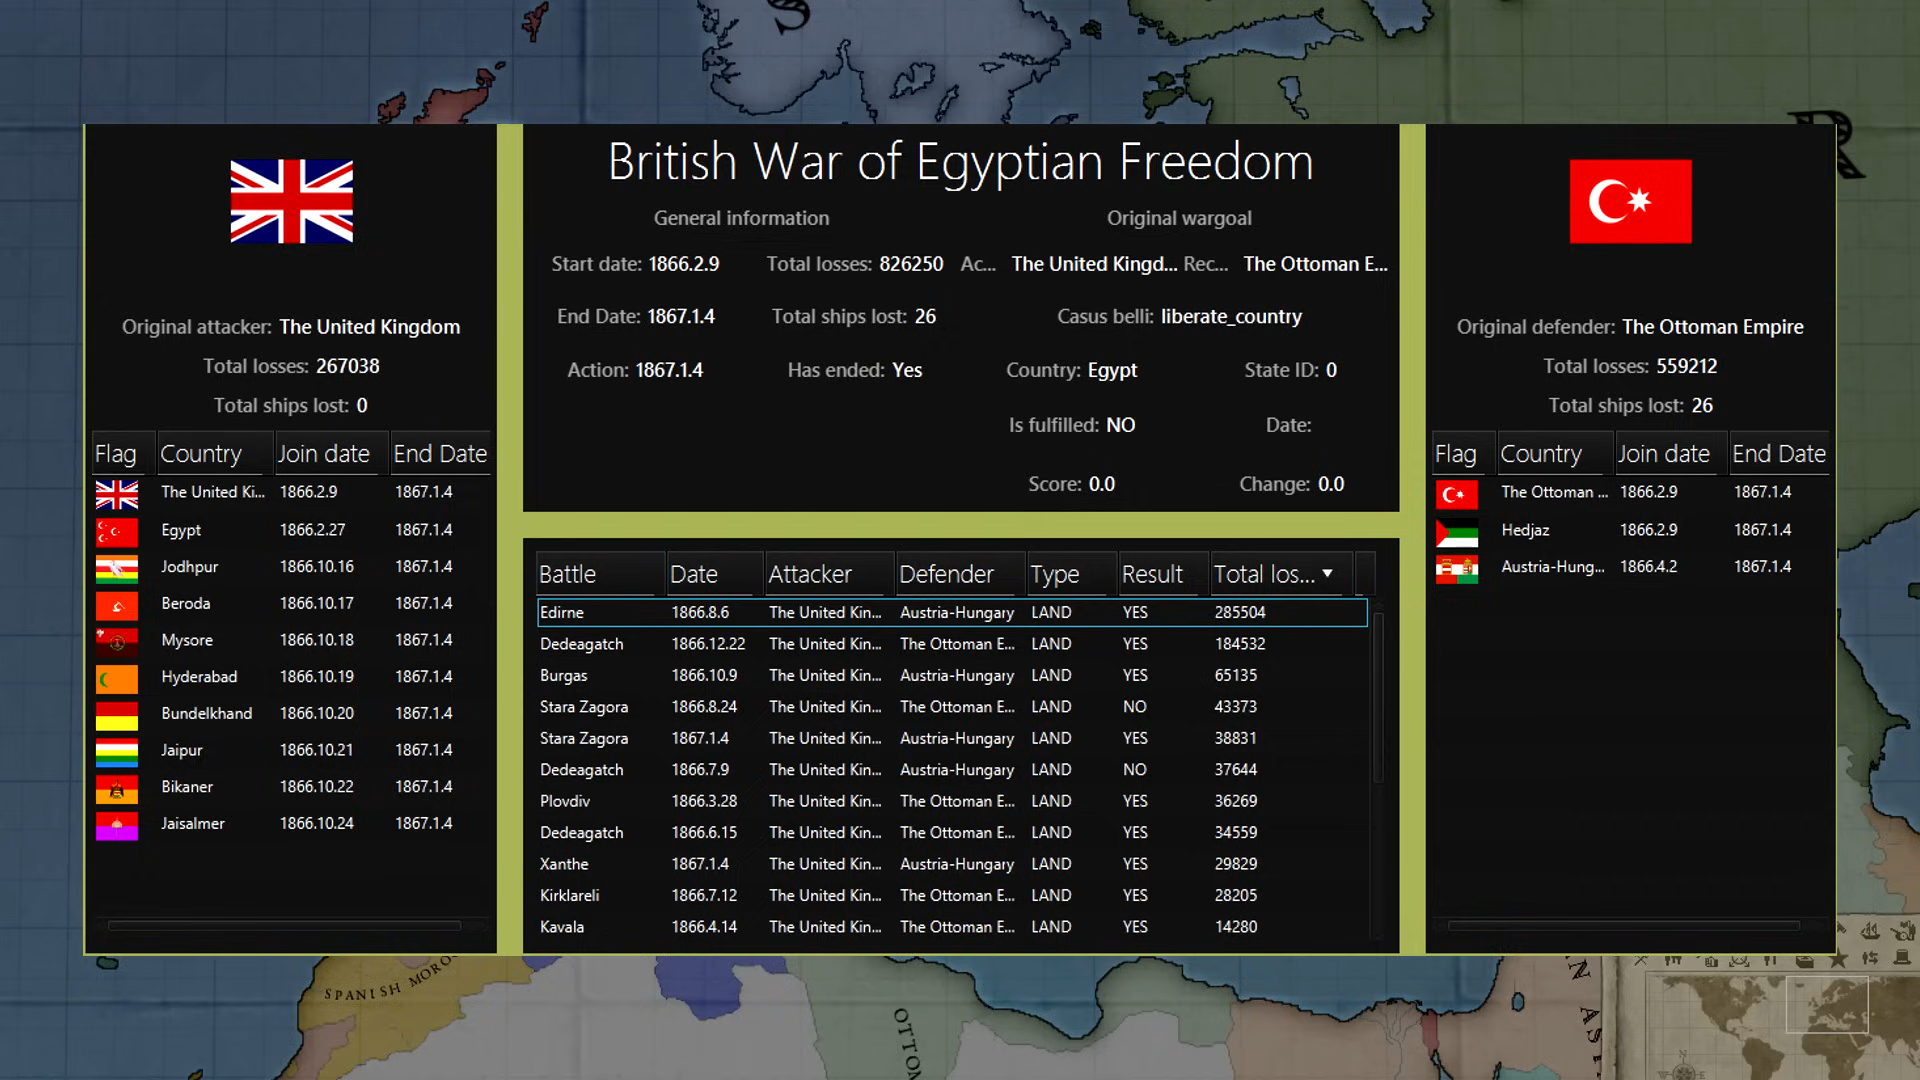 S
R
British War of Egyptian Freedom
General information
Original wargoal
Start date: 1866.2.9
Total losses: 826250
Ac... The United Kingd...
Rec... The Ottoman E...
End Date: 1867.1.4
Total ships lost: 26
Casus belli: liberate_country
Action: 1867.1.4
Has ended: Yes
Country: Egypt
State ID: 0
Is fulfilled: NO
Date:
Score: 0.0
Change: 0.0
Original attacker: The United Kingdom
Total losses: 267038
Total ships lost: 0
Flag Country Join date End Date
The United Ki... 1866.2.9 1867.1.4
Egypt 1866.2.27 1867.1.4
Jodhpur 1866.10.16 1867.1.4
Beroda 1866.10.17 1867.1.4
Mysore 1866.10.18 1867.1.4
Hyderabad 1866.10.19 1867.1.4
Bundelkhand 1866.10.20 1867.1.4
Jaipur 1866.10.21 1867.1.4
Bikaner 1866.10.22 1867.1.4
Jaisalmer 1866.10.24 1867.1.4
Battle Date Attacker Defender Type Result Total los...
Edirne 1866.8.6 The United Kin... Austria-Hungary LAND YES 285504
Dedeagatch 1866.12.22 The United Kin... The Ottoman E... LAND YES 184532
Burgas 1866.10.9 The United Kin... Austria-Hungary LAND YES 65135
Stara Zagora 1866.8.24 The United Kin... The Ottoman E... LAND NO 43373
Stara Zagora 1867.1.4 The United Kin... Austria-Hungary LAND YES 38831
Dedeagatch 1866.7.9 The United Kin... Austria-Hungary LAND NO 37644
Plovdiv 1866.3.28 The United Kin... The Ottoman E... LAND YES 36269
Dedeagatch 1866.6.15 The United Kin... The Ottoman E... LAND YES 34559
Xanthe 1867.1.4 The United Kin... Austria-Hungary LAND YES 29829
Kirklareli 1866.7.12 The United Kin... The Ottoman E... LAND YES 28205
Kavala 1866.4.14 The United Kin... The Ottoman E... LAND YES 14280
Original defender: The Ottoman Empire
Total losses: 559212
Total ships lost: 26
Flag Country Join date End Date
The Ottoman ... 1866.2.9 1867.1.4
Hedjaz 1866.2.9 1867.1.4
Austria-Hung... 1866.4.2 1867.1.4
SPANISH MOROC
OTTOM
N ASI
N